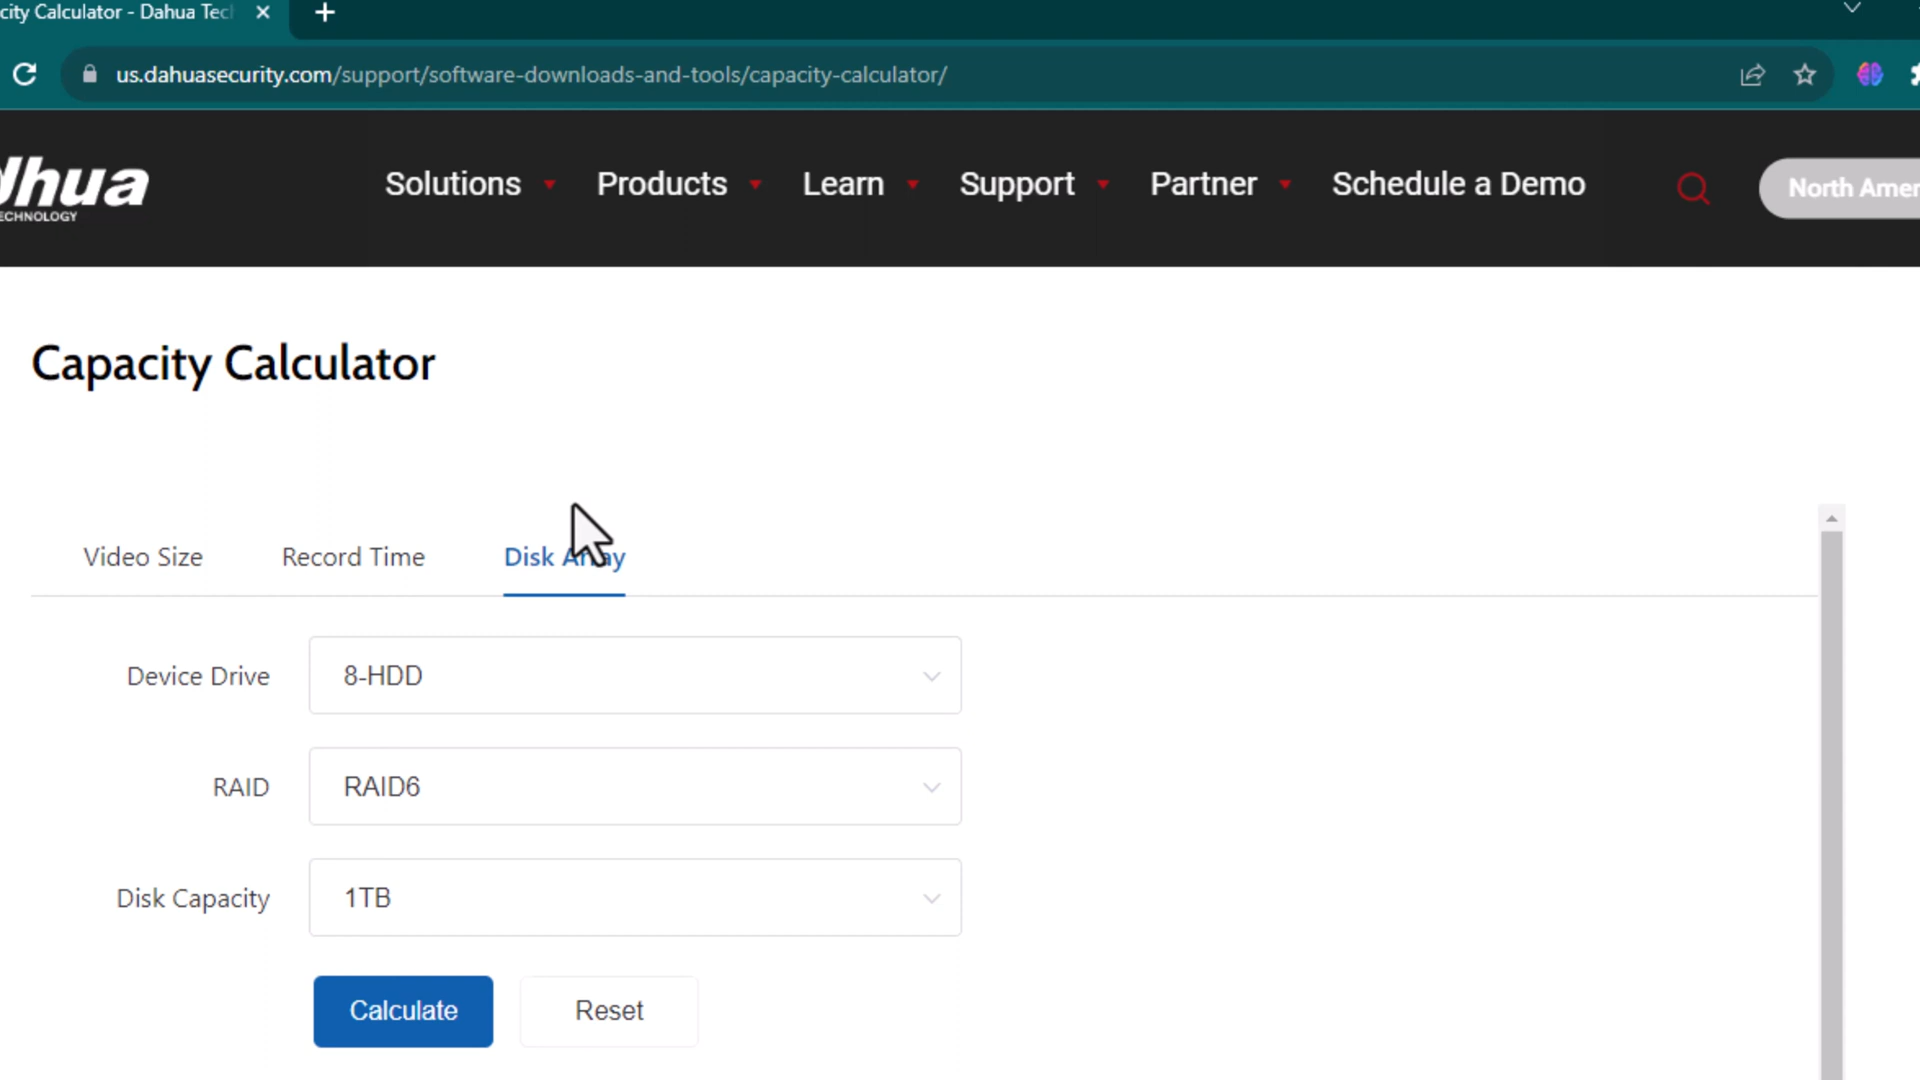 city Calculator - Dahua Tec
us.dahuasecurity.com/support/software-downloads-and-tools/capacity-calculator/
hua
ECHNOLOGY
Solutions Products Learn Support Partner Schedule a Demo
North Amer
Capacity Calculator
Video Size Record Time Disk Array
Device Drive 8-HDD
RAID RAID6
Disk Capacity 1TB
Calculate Reset